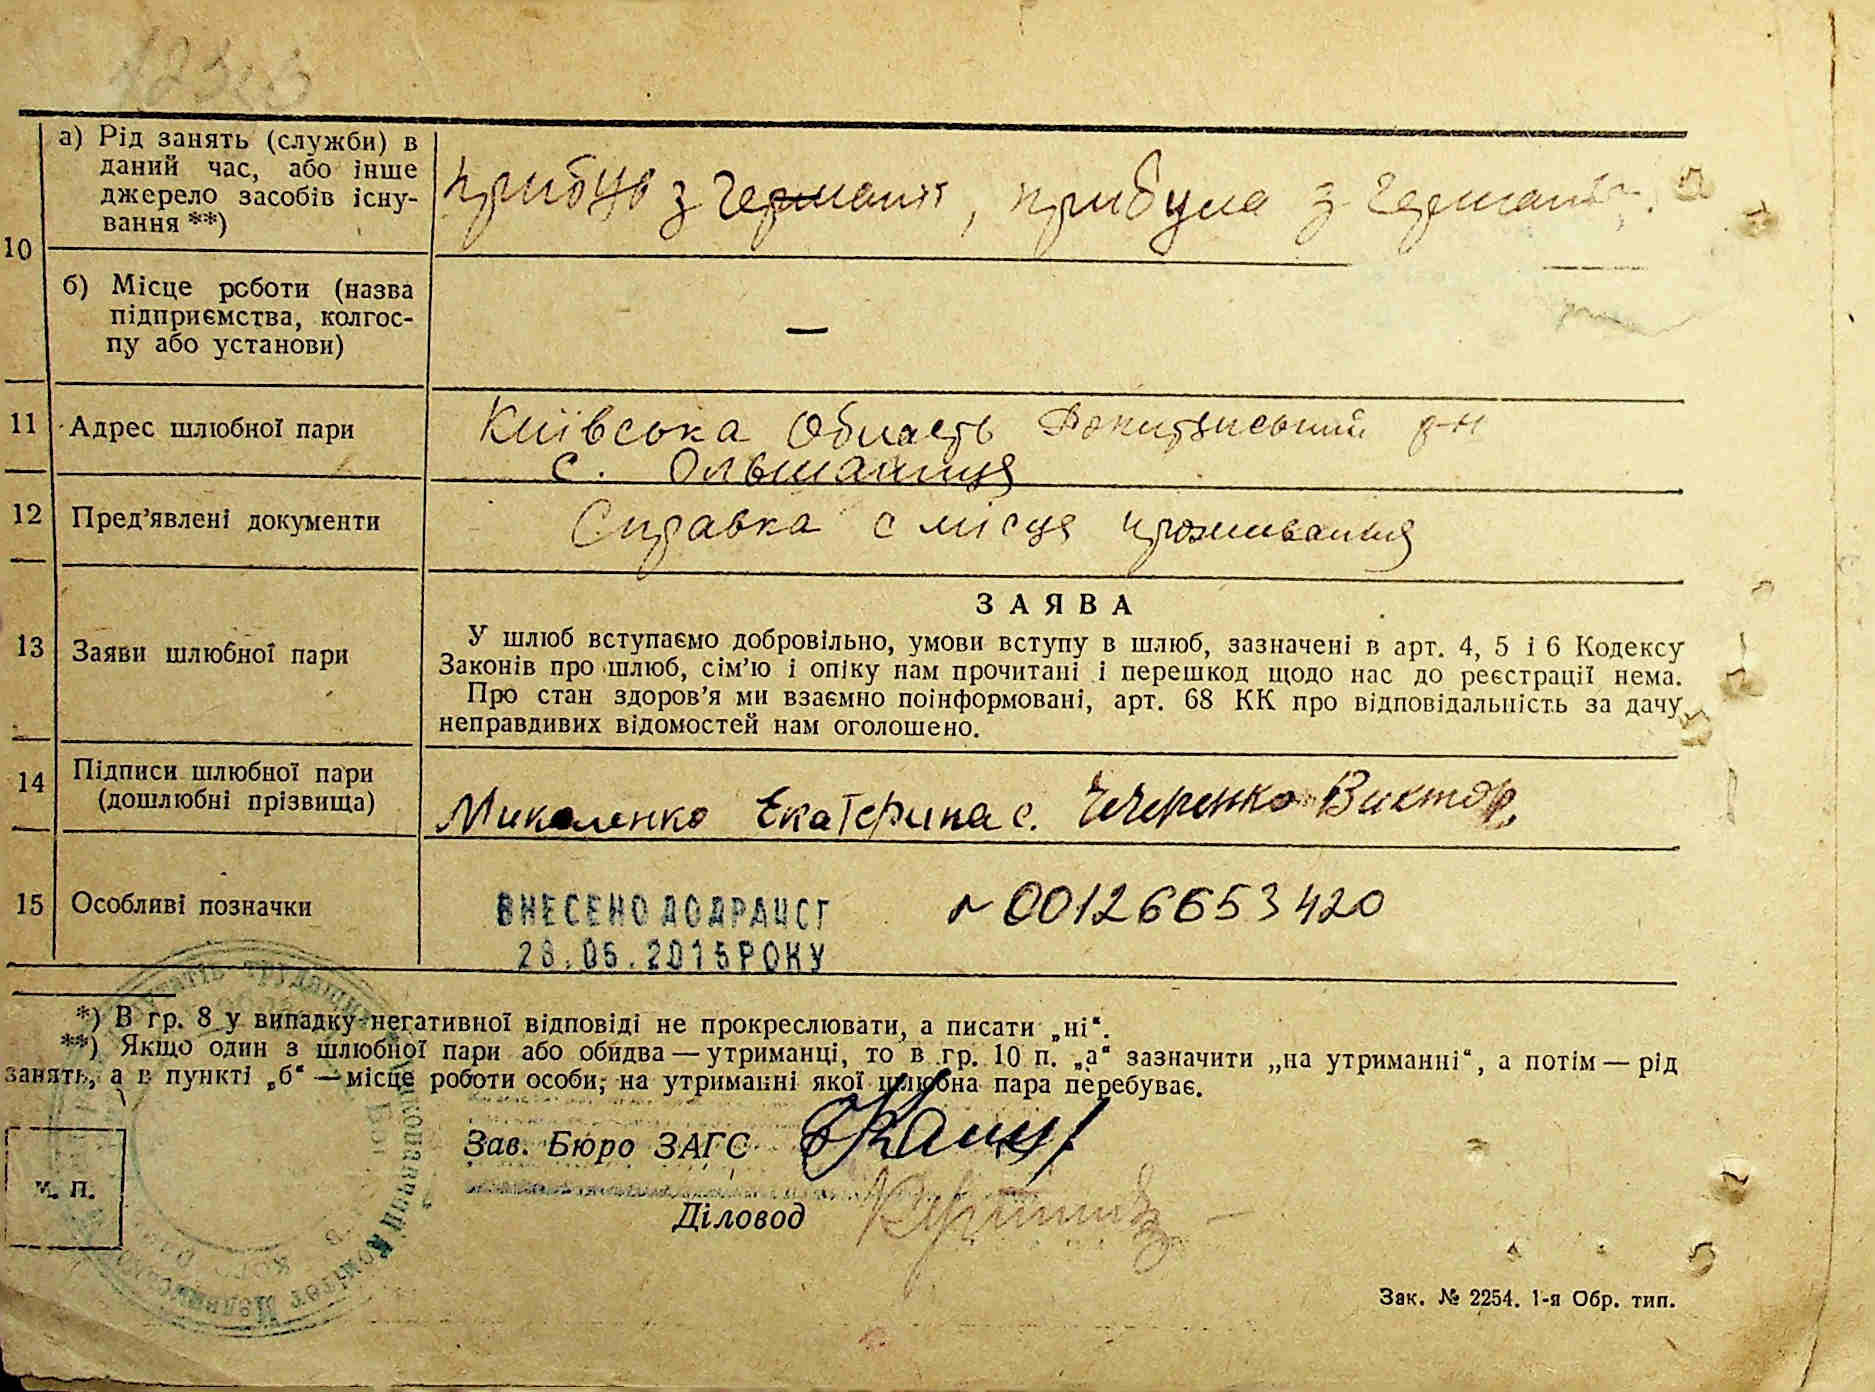 12343
а) Рід занять (служби) в
даний час, або інше
джерело засобів існу-
вання **)
прибув з Германії, прибула з Германії.
10
б) Місце роботи (назва
підприємства, колгос-
пу або установи)
—
11 Адрес шлюбної пари
Київська область р-н
с. Ольшаниця
12 Пред’явлені документи
Справка с місця проживання
ЗАЯВА
13 Заяви шлюбної пари
У шлюб вступаємо добровільно, умови вступу в шлюб, зазначені в арт. 4, 5 і 6 Кодексу
Законів про шлюб, сім’ю і опіку нам прочитані і перешкод щодо нас до реєстрації нема.
Про стан здоров’я ми взаємно поінформовані, арт. 68 КК про відповідальність за дачу
неправдивих відомостей нам оголошено.
14 Підписи шлюбної пари
(дошлюбні прізвища)
Миколенко Екатерина с. Чечеренко Виктор
15 Особливі позначки
ВНЕСЕНО ДО ДРАЦСГ
28.05.2015 РОКУ
№ 00126653420
*) В гр. 8 у випадку негативної відповіді не прокреслювати, а писати „ні“.
**) Якщо один з шлюбної пари або обидва — утриманці, то в гр. 10 п. „а“ зазначити „на утриманні“, а потім — рід
занять, а в пункті „б“ — місце роботи особи, на утриманні якої шлюбна пара перебуває.
Зав. Бюро ЗАГС
м. п.
Діловод
Зак. № 2254. 1-я Обр. тип.